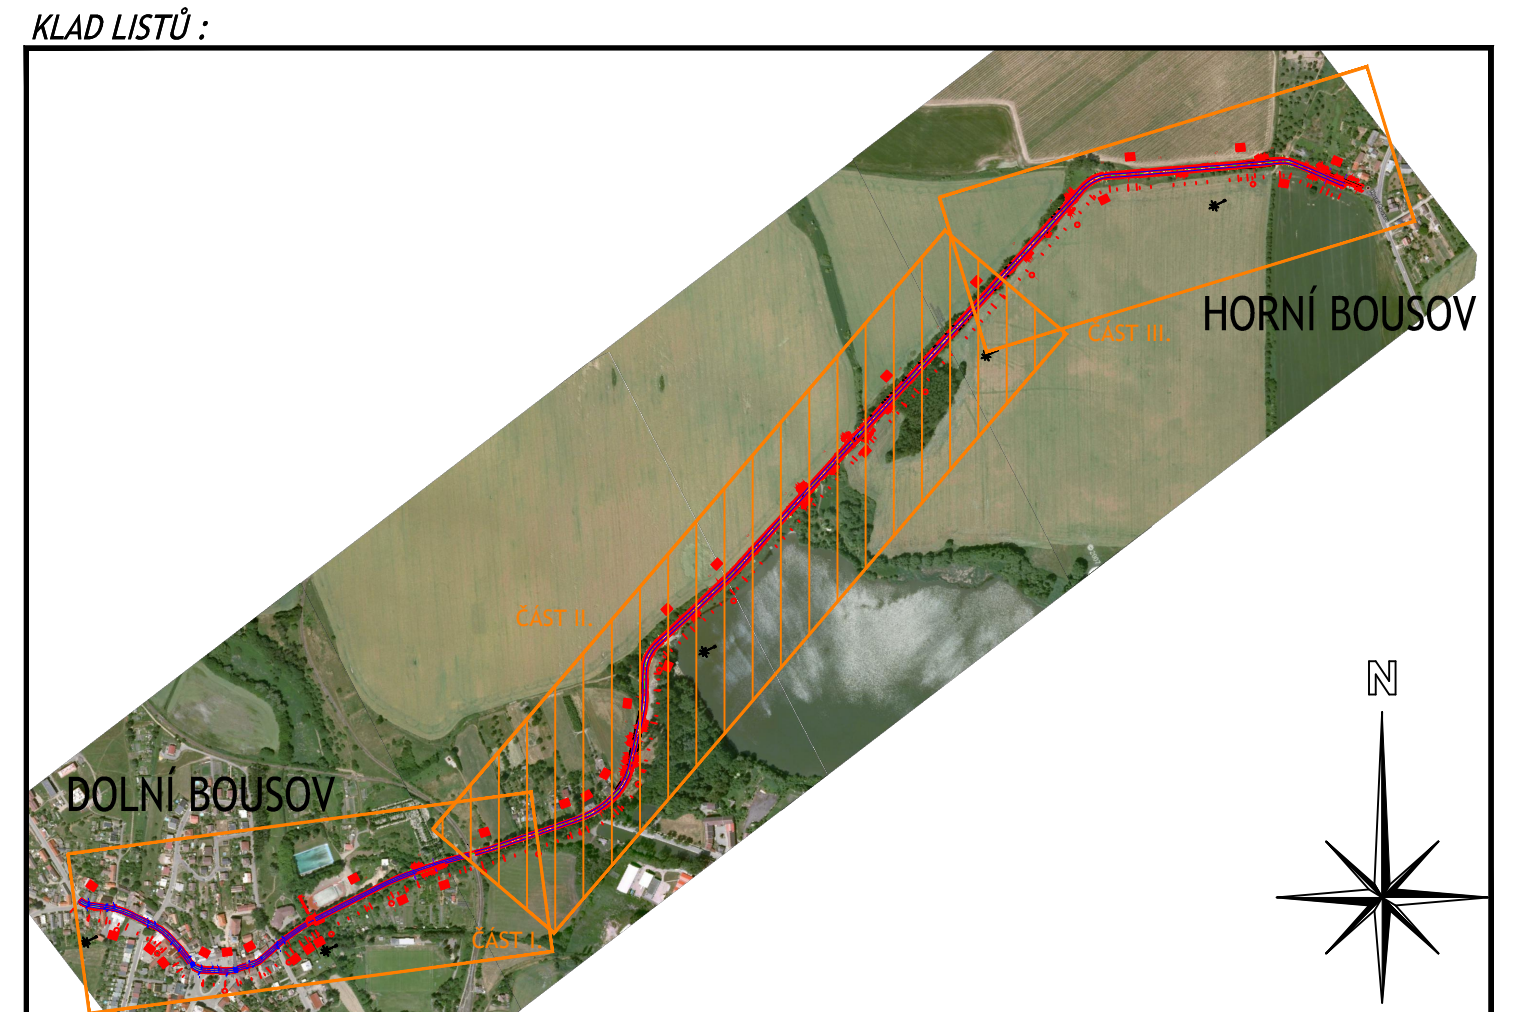 KLAD LISTŮ :
HORNÍ BOUSOV
ČÁST III.
ČÁST II.
N
DOLNÍ BOUSOV
ČÁST I.